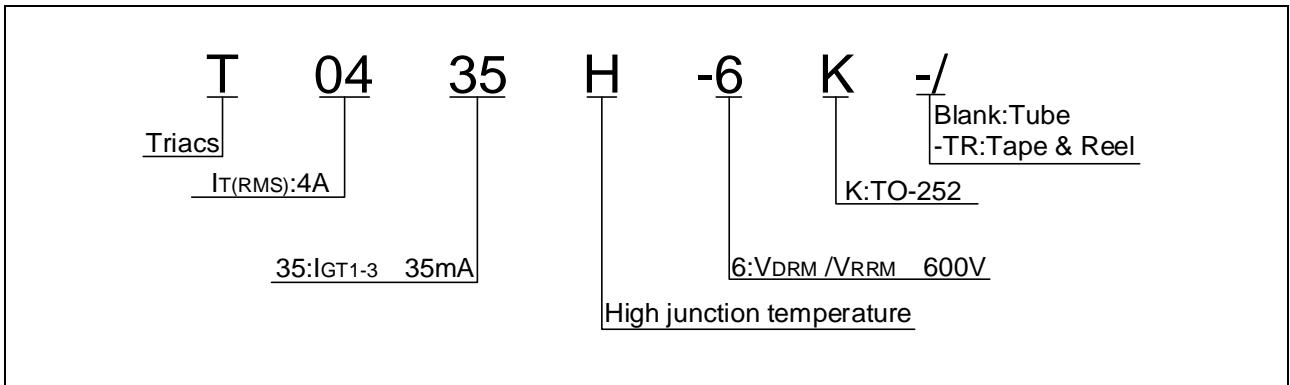 T 04 35 H -6 K -/
Blank:Tube
Triacs
-TR:Tape & Reel
IT(RMS):4A
K:TO-252
35:IGT1-3 35mA
6:VDRM /VRRM 600V
High junction temperature